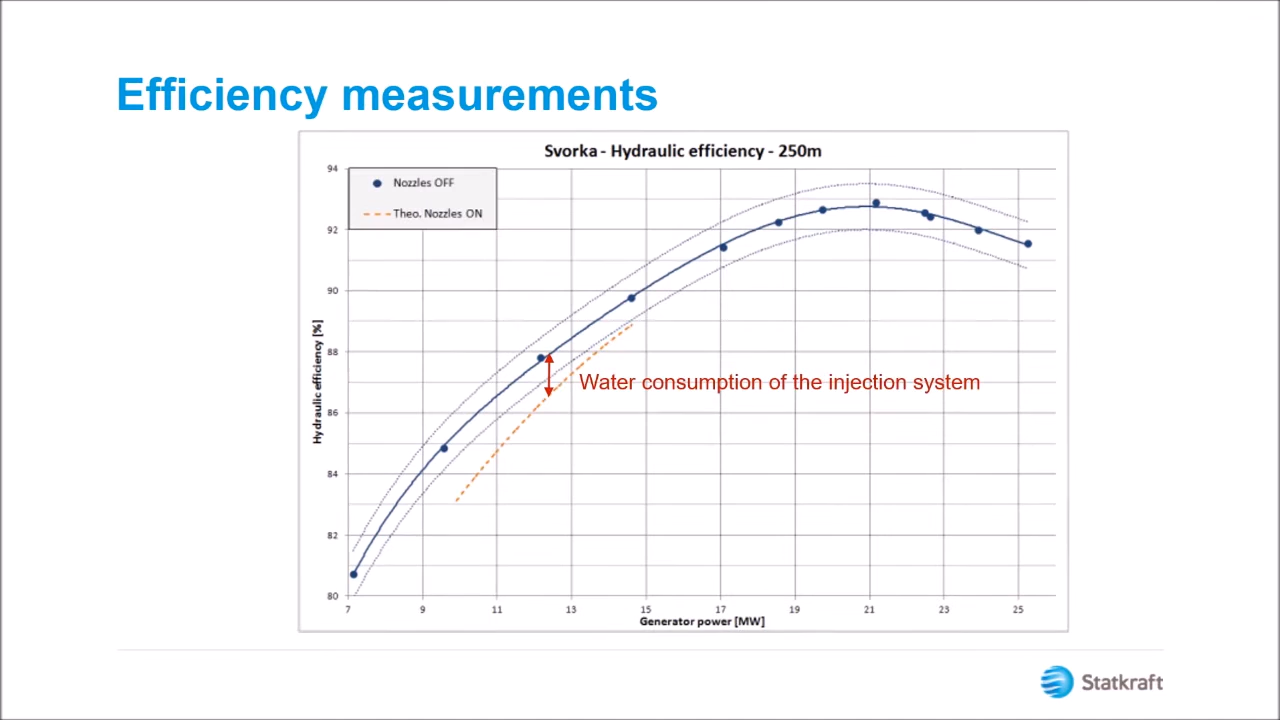 Efficiency measurements
Svorka - Hydraulic efficiency - 250m
Nozzles OFF
Theo. Nozzles ON
94
92
90
88
86
84
82
80
Hydraulic efficiency [%]
Water consumption of the injection system
7 9 11 13 15 17 19 21 23 25
Generator power [MW]
Statkraft